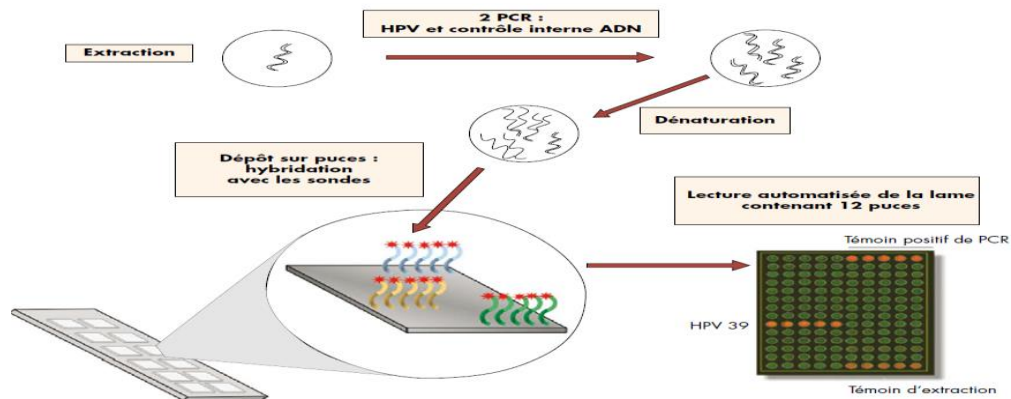 Extraction
2 PCR :
HPV et contrôle interne ADN
Dénaturation
Dépôt sur puces :
hybridation
avec les sondes
Lecture automatisée de la lame
contenant 12 puces
Témoin positif de PCR
HPV 39
Témoin d'extraction